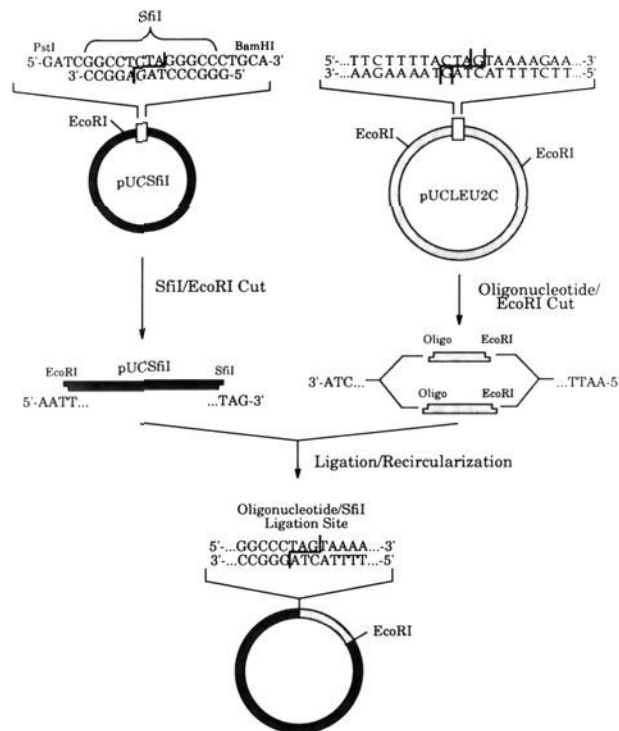 SfiI
PstI BamHI
5'-GATCGGCCTCTAGGGCCCTGCA-3'
3'-CCGGAGATCCCGGG-5'
5'-...TTCTTTTACTAGTAAAAGAA...-3'
3'-...AAGAAAATGATCATTTTCTT...-5'
EcoRI
pUCSfiI
EcoRI
EcoRI
pUCLEU2C
SfiI/EcoRI Cut
Oligonucleotide/
EcoRI Cut
EcoRI pUCSfiI SfiI
5'-AATT... ...TAG-3'
Oligo EcoRI
3'-ATC... ...TTAA-5'
Oligo EcoRI
Ligation/Recircularization
Oligonucleotide/SfiI
Ligation Site
5'-...GGCCCTAGTAAAA...-3'
3'-...CCGGGATCATTTT...-5'
EcoRI